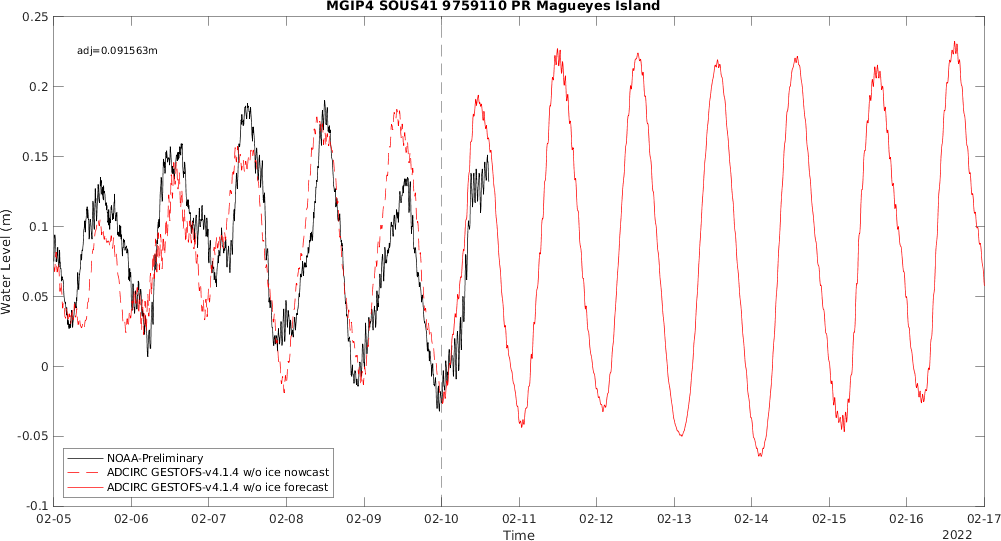 MGIP4 SOUS41 9759110 PR Magueyes Island
0.25
adj=0.091563m
0.2
0.15
0.1
0.05
0
-0.05
-0.1
Water Level (m)
NOAA-Preliminary
ADCIRC GESTOFS-v4.1.4 w/o ice nowcast
ADCIRC GESTOFS-v4.1.4 w/o ice forecast
02-05 02-06 02-07 02-08 02-09 02-10 02-11 02-12 02-13 02-14 02-15 02-16 02-17
Time
2022